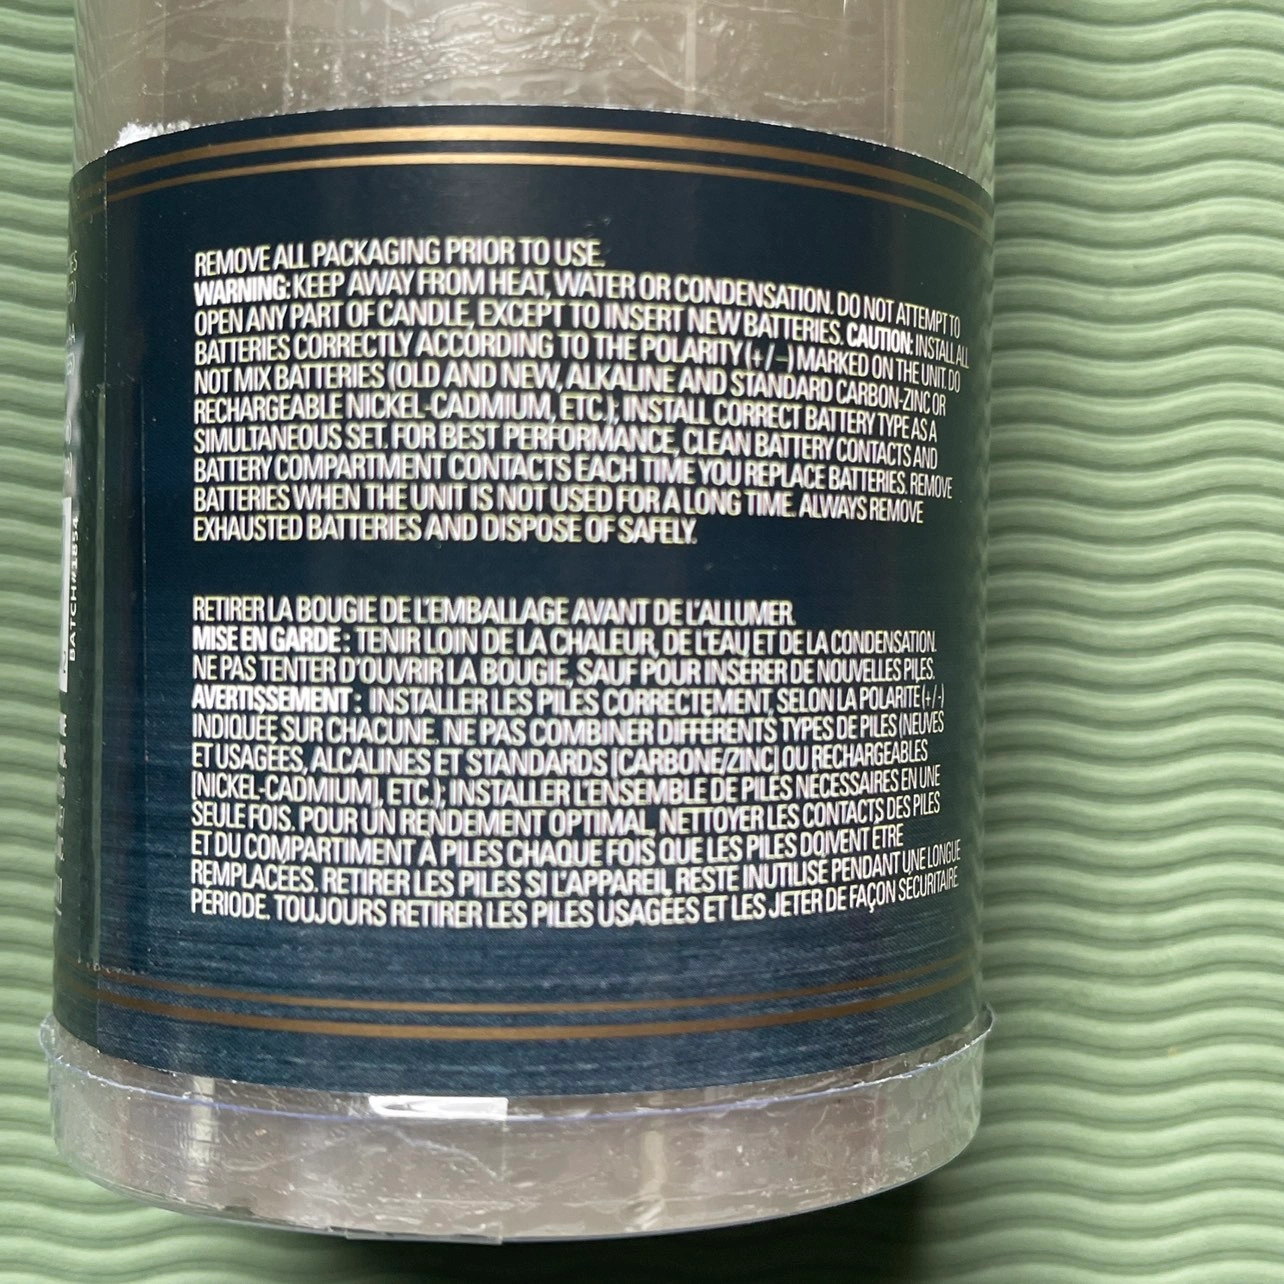 REMOVE ALL PACKAGING PRIOR TO USE.
WARNING: KEEP AWAY FROM HEAT, WATER OR CONDENSATION. DO NOT ATTEMPT TO
OPEN ANY PART OF CANDLE, EXCEPT TO INSERT NEW BATTERIES. CAUTION: INSTALL ALL
BATTERIES CORRECTLY ACCORDING TO THE POLARITY (+/–) MARKED ON THE UNIT. DO
NOT MIX BATTERIES (OLD AND NEW, ALKALINE AND STANDARD CARBON-ZINC OR
RECHARGEABLE NICKEL-CADMIUM, ETC.); INSTALL CORRECT BATTERY TYPE AS A
SIMULTANEOUS SET. FOR BEST PERFORMANCE, CLEAN BATTERY CONTACTS AND
BATTERY COMPARTMENT CONTACTS EACH TIME YOU REPLACE BATTERIES. REMOVE
BATTERIES WHEN THE UNIT IS NOT USED FOR A LONG TIME. ALWAYS REMOVE
EXHAUSTED BATTERIES AND DISPOSE OF SAFELY.
RETIRER LA BOUGIE DE L'EMBALLAGE AVANT DE L'ALLUMER.
MISE EN GARDE : TENIR LOIN DE LA CHALEUR, DE L'EAU ET DE LA CONDENSATION.
NE PAS TENTER D'OUVRIR LA BOUGIE, SAUF POUR INSÉRER DE NOUVELLES PILES.
AVERTISSEMENT : INSTALLER LES PILES CORRECTEMENT, SELON LA POLARITÉ (+/-)
INDIQUÉE SUR CHACUNE. NE PAS COMBINER DIFFÉRENTS TYPES DE PILES (NEUVES
ET USAGÉES, ALCALINES ET STANDARDS [CARBONE/ZINC] OU RECHARGEABLES
[NICKEL-CADMIUM], ETC.); INSTALLER L'ENSEMBLE DE PILES NÉCESSAIRES EN UNE
SEULE FOIS. POUR UN RENDEMENT OPTIMAL, NETTOYER LES CONTACTS DES PILES
ET DU COMPARTIMENT À PILES CHAQUE FOIS QUE LES PILES DOIVENT ÊTRE
REMPLACÉES. RETIRER LES PILES SI L'APPAREIL RESTE INUTILISÉ PENDANT UNE LONGUE
PÉRIODE. TOUJOURS RETIRER LES PILES USAGÉES ET LES JETER DE FAÇON SÉCURITAIRE.
BATCH#1854